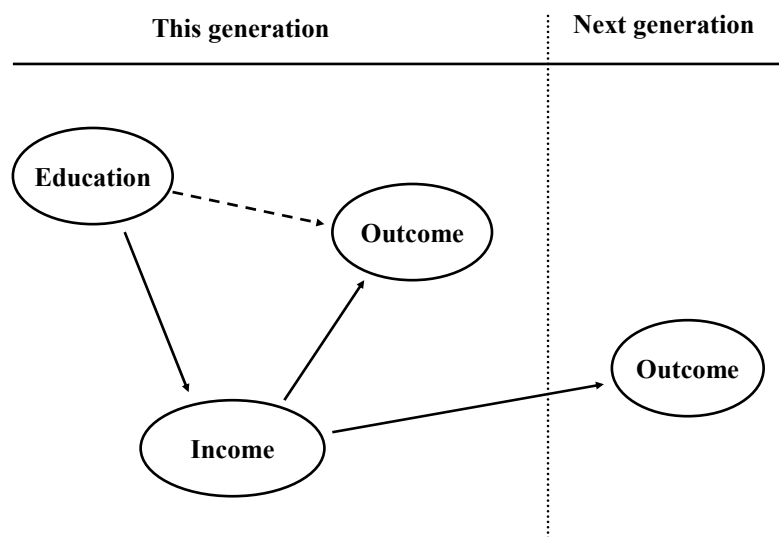 This generation
Next generation
Education
Outcome
Outcome
Income